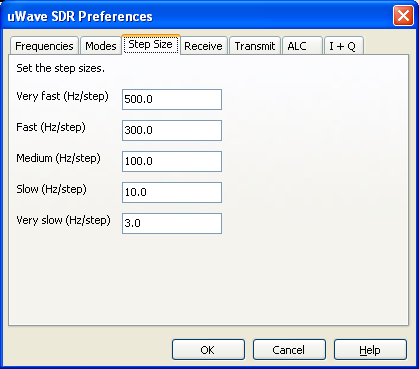 uWave SDR Preferences
Frequencies Modes Step Size Receive Transmit ALC I + Q
Set the step sizes.
Very fast (Hz/step) 500.0
Fast (Hz/step) 300.0
Medium (Hz/step) 100.0
Slow (Hz/step) 10.0
Very slow (Hz/step) 3.0
OK Cancel Help